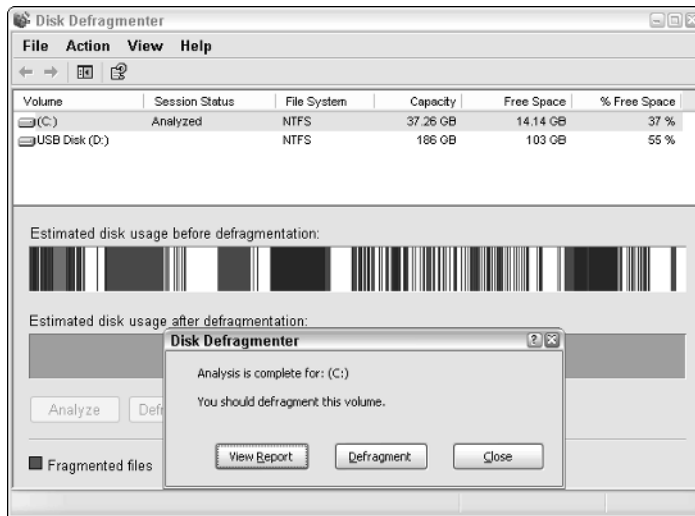 Disk Defragmenter
File Action View Help
Volume Session Status File System Capacity Free Space % Free Space
(C:) Analyzed NTFS 37.26 GB 14.14 GB 37 %
USB Disk (D:) NTFS 186 GB 103 GB 55 %
Estimated disk usage before defragmentation:
Estimated disk usage after defragmentation:
Disk Defragmenter
Analysis is complete for: (C:)
You should defragment this volume.
View Report Defragment Close
Analyze
Fragmented files